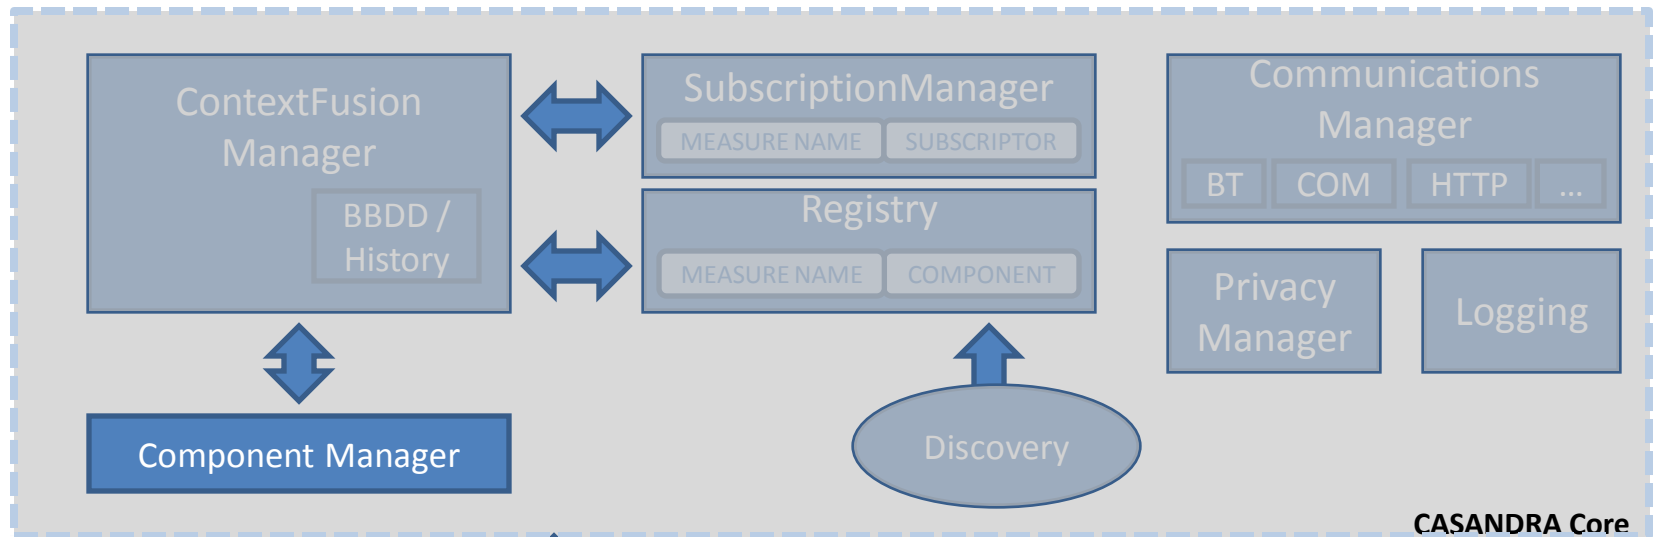 ContextFusion
Manager
BBDD /
History
SubscriptionManager
MEASURE NAME SUBSCRIPTOR
Registry
MEASURE NAME COMPONENT
Communications
Manager
BT COM HTTP ...
Privacy
Manager
Logging
Component Manager
Discovery
CASANDRA Core